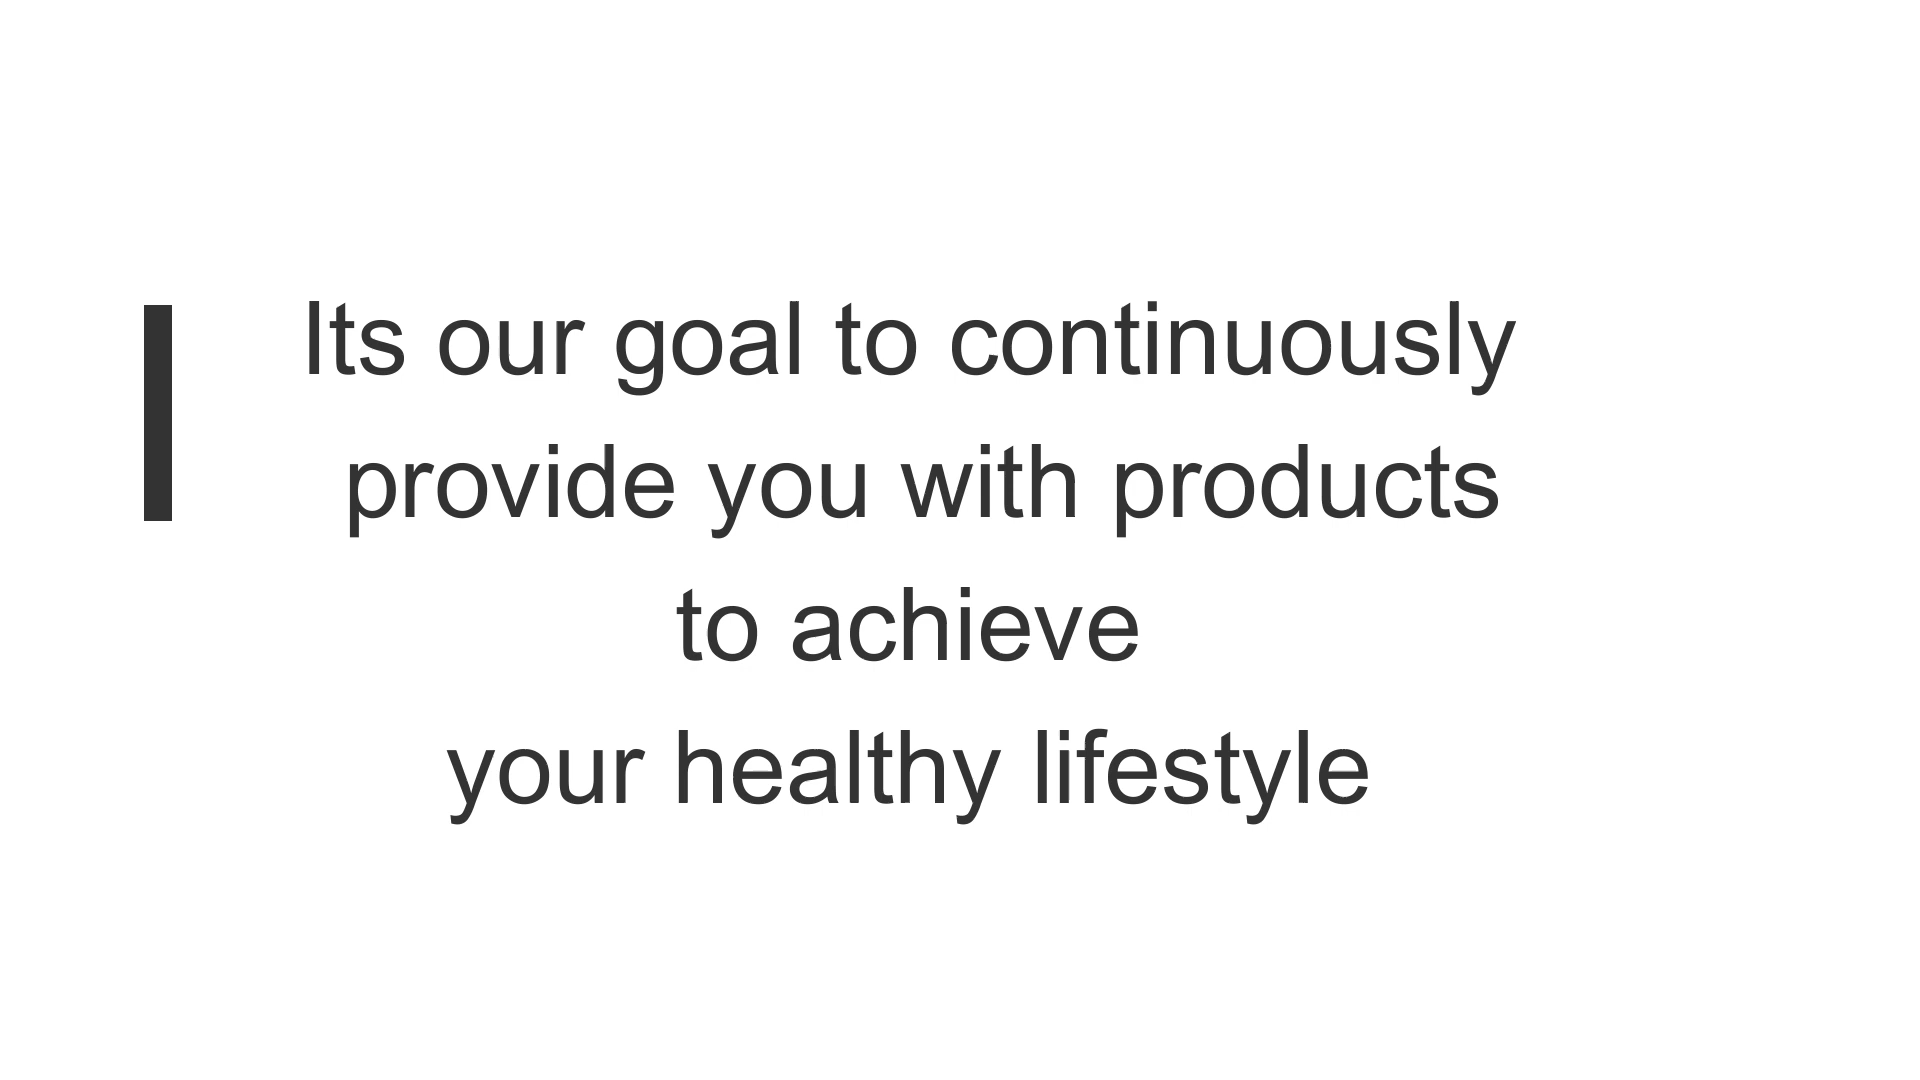 Its our goal to continuously
provide you with products
to achieve
your healthy lifestyle